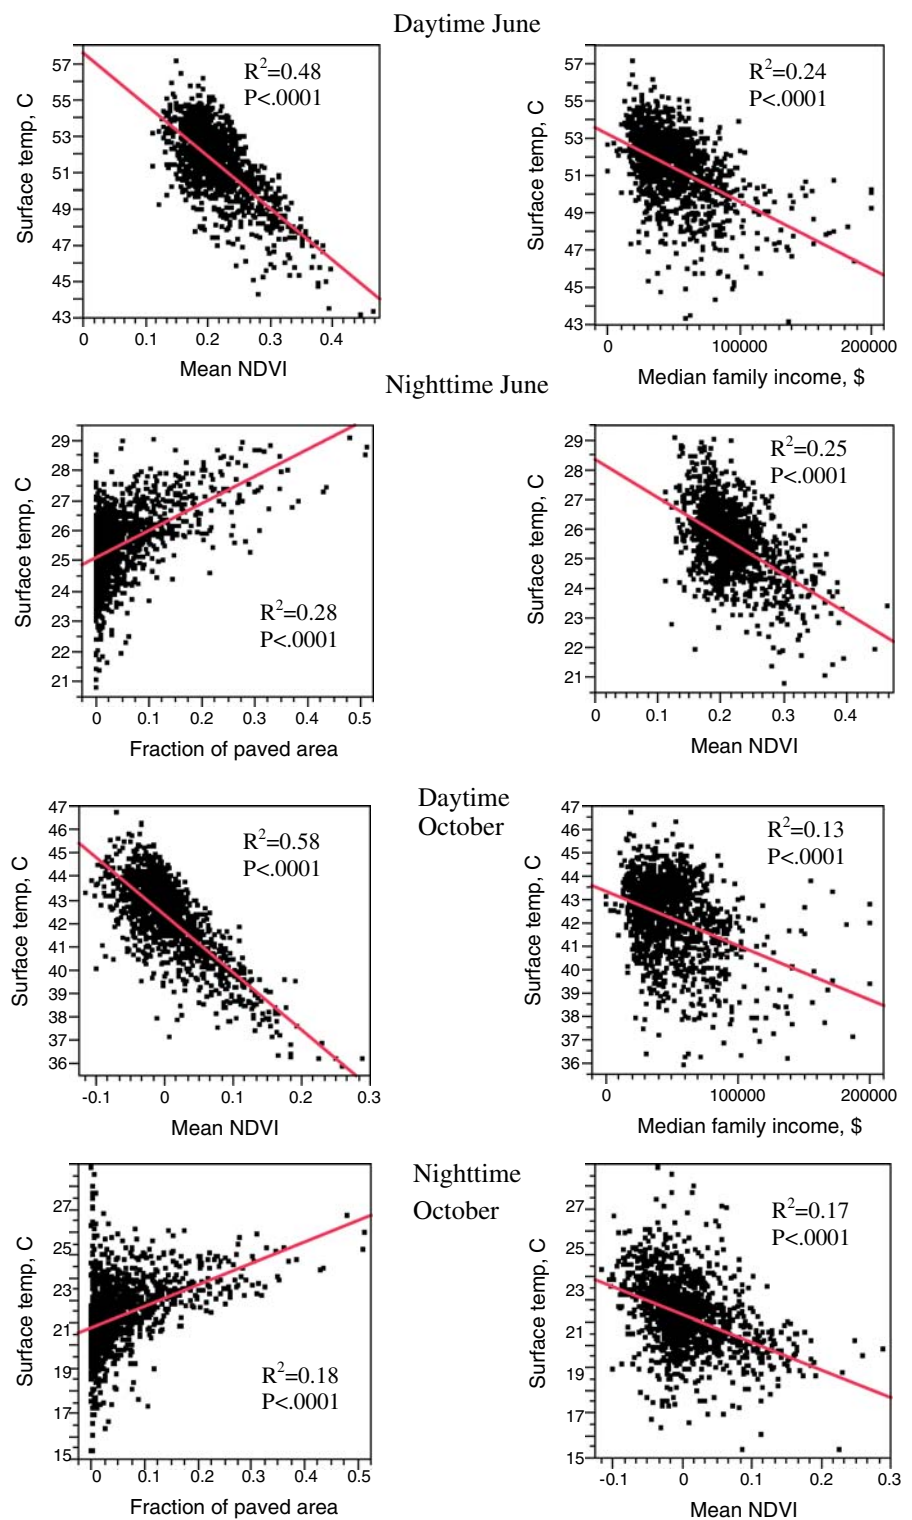 Daytime June
57
55
53
51
49
47
45
43
Surface temp, C
R²=0.48
P<.0001
0 0.1 0.2 0.3 0.4
Mean NDVI
57
55
53
51
49
47
45
43
Surface temp, C
R²=0.24
P<.0001
0 100000 200000
Median family income, $
Nighttime June
29
28
27
26
25
24
23
22
21
Surface temp, C
R²=0.28
P<.0001
0 0.1 0.2 0.3 0.4 0.5
Fraction of paved area
29
28
27
26
25
24
23
22
21
Surface temp, C
R²=0.25
P<.0001
0 0.1 0.2 0.3 0.4
Mean NDVI
Daytime
October
47
46
45
44
43
42
41
40
39
38
37
36
Surface temp, C
R²=0.58
P<.0001
-0.1 0 0.1 0.2 0.3
Mean NDVI
47
46
45
44
43
42
41
40
39
38
37
36
Surface temp, C
R²=0.13
P<.0001
0 100000 200000
Median family income, $
Nighttime
October
27
25
23
21
19
17
15
Surface temp, C
R²=0.18
P<.0001
0 0.1 0.2 0.3 0.4 0.5
Fraction of paved area
27
25
23
21
19
17
15
Surface temp, C
R²=0.17
P<.0001
-0.1 0 0.1 0.2 0.3
Mean NDVI